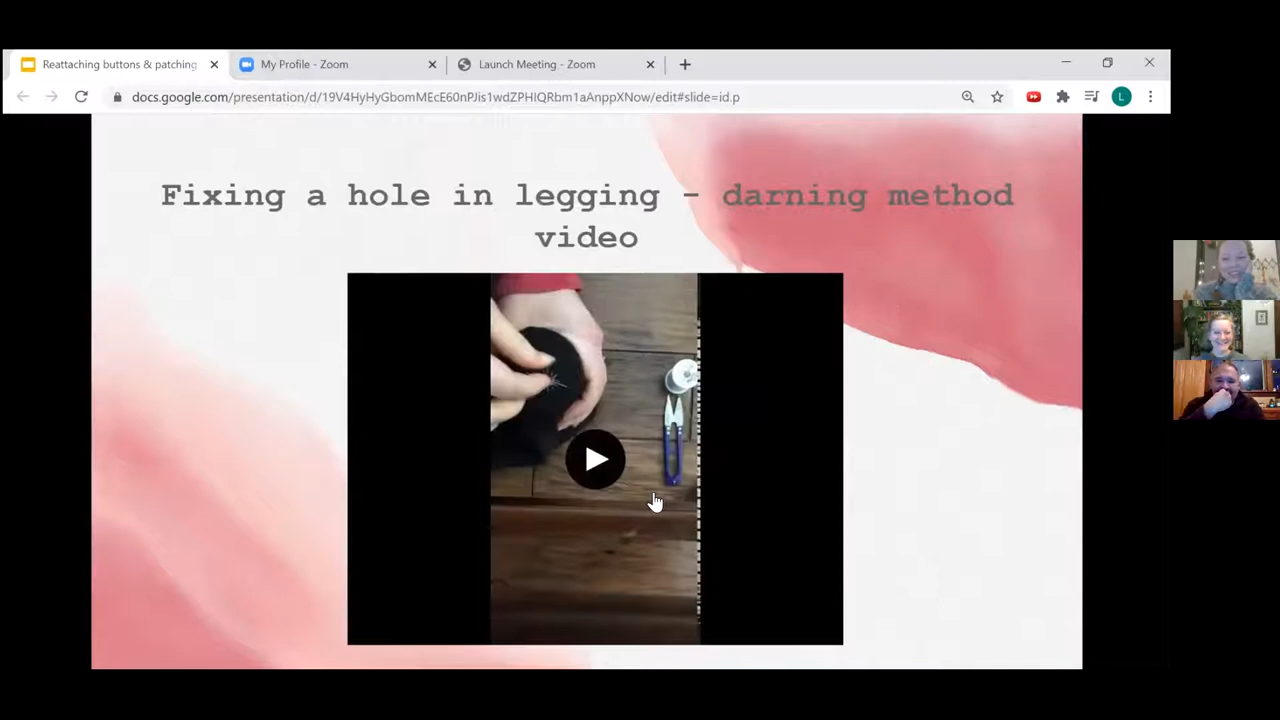 Reattaching buttons & patching
My Profile - Zoom
Launch Meeting - Zoom
docs.google.com/presentation/d/19V4HyHyGbomMEcE60nPJis1wdZPHIQRbm1aAnppXNow/edit#slide=id.p
L
Fixing a hole in legging - darning method
video